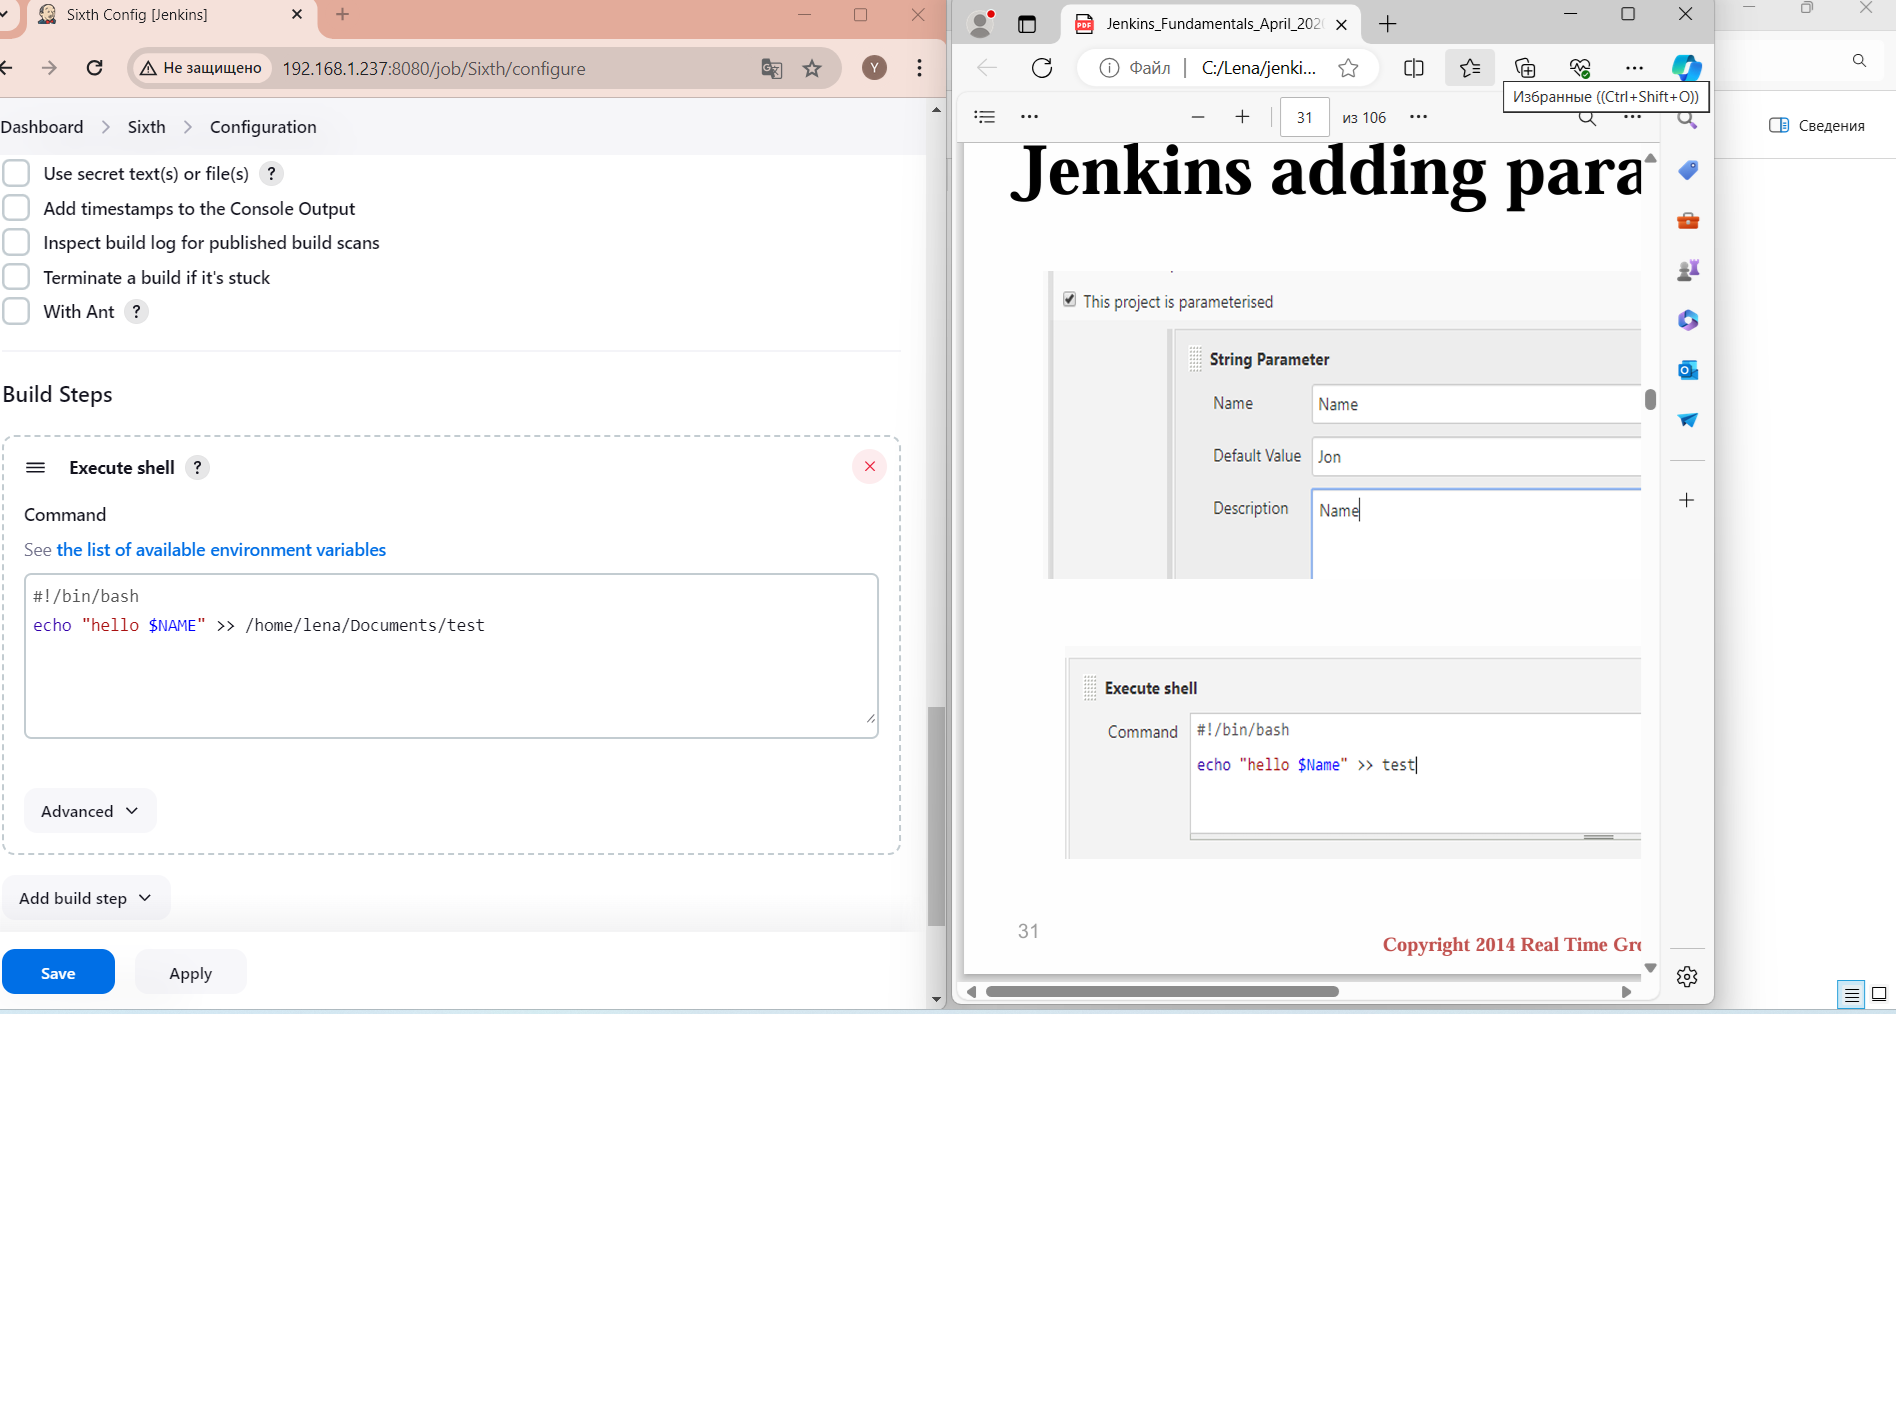 Sixth Config [Jenkins]
Не защищено
192.168.1.237:8080/job/Sixth/configure
Y
Dashboard > Sixth > Configuration
Use secret text(s) or file(s) ?
Add timestamps to the Console Output
Inspect build log for published build scans
Terminate a build if it's stuck
With Ant ?
Build Steps
Execute shell ?
Command
See the list of available environment variables
#!/bin/bash
echo "hello $NAME" >> /home/lena/Documents/test
Advanced
Add build step
Save
Apply
Jenkins_Fundamentals_April_202
Файл
C:/Lena/jenki...
Избранные ((Ctrl+Shift+O))
31 из 106
Jenkins adding para
This project is parameterised
String Parameter
Name Name
Default Value Jon
Description Name
Execute shell
Command
#!/bin/bash
echo "hello $Name" >> test
31
Copyright 2014 Real Time Gr
Сведения